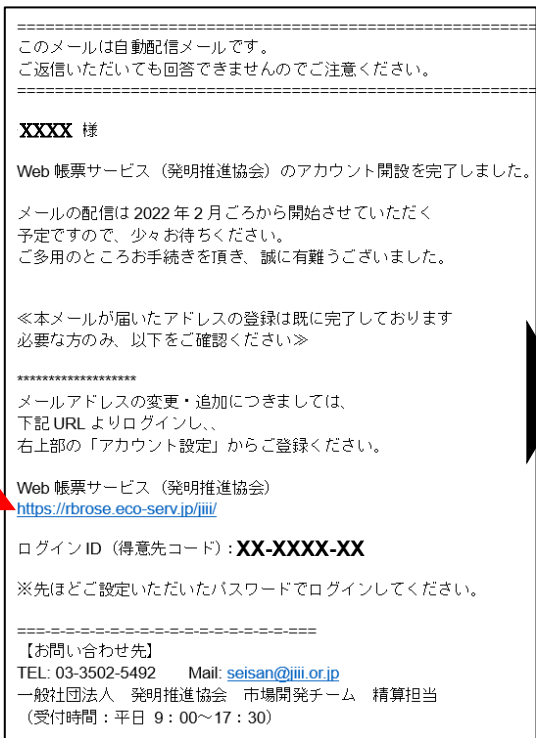 ==================================================
このメールは自動配信メールです。
ご返信いただいても回答できませんのでご注意ください。
==================================================
XXXX 様
Web 帳票サービス（発明推進協会）のアカウント開設を完了しました。
メールの配信は 2022 年 2 月ごろから開始させていただく
予定ですので、少々お待ちください。
ご多用のところお手続きを頂き、誠に有難うございました。
≪本メールが届いたアドレスの登録は既に完了しております
必要な方のみ、以下をご確認ください≫
*******************
メールアドレスの変更・追加につきましては、
下記 URL よりログインし、、
右上部の「アカウント設定」からご登録ください。
Web 帳票サービス（発明推進協会）
https://rbrose.eco-serv.jp/jiii/
ログイン ID（得意先コード）: XX-XXXX-XX
※先ほどご設定いただいたパスワードでログインしてください。
===-=-=-=-=-=-=-=-=-=-=-=-=-=-===
【お問い合わせ先】
TEL: 03-3502-5492 Mail: seisan@jiii.or.jp
一般社団法人　発明推進協会　市場開発チーム　精算担当
（受付時間：平日 9：00～17：30）